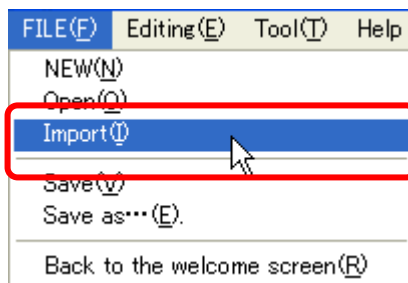 FILE(F) Editing(E) Tool(T) Help
NEW(N)
Open(O)
Import(I)
Save(V)
Save as…(E).
Back to the welcome screen(R)